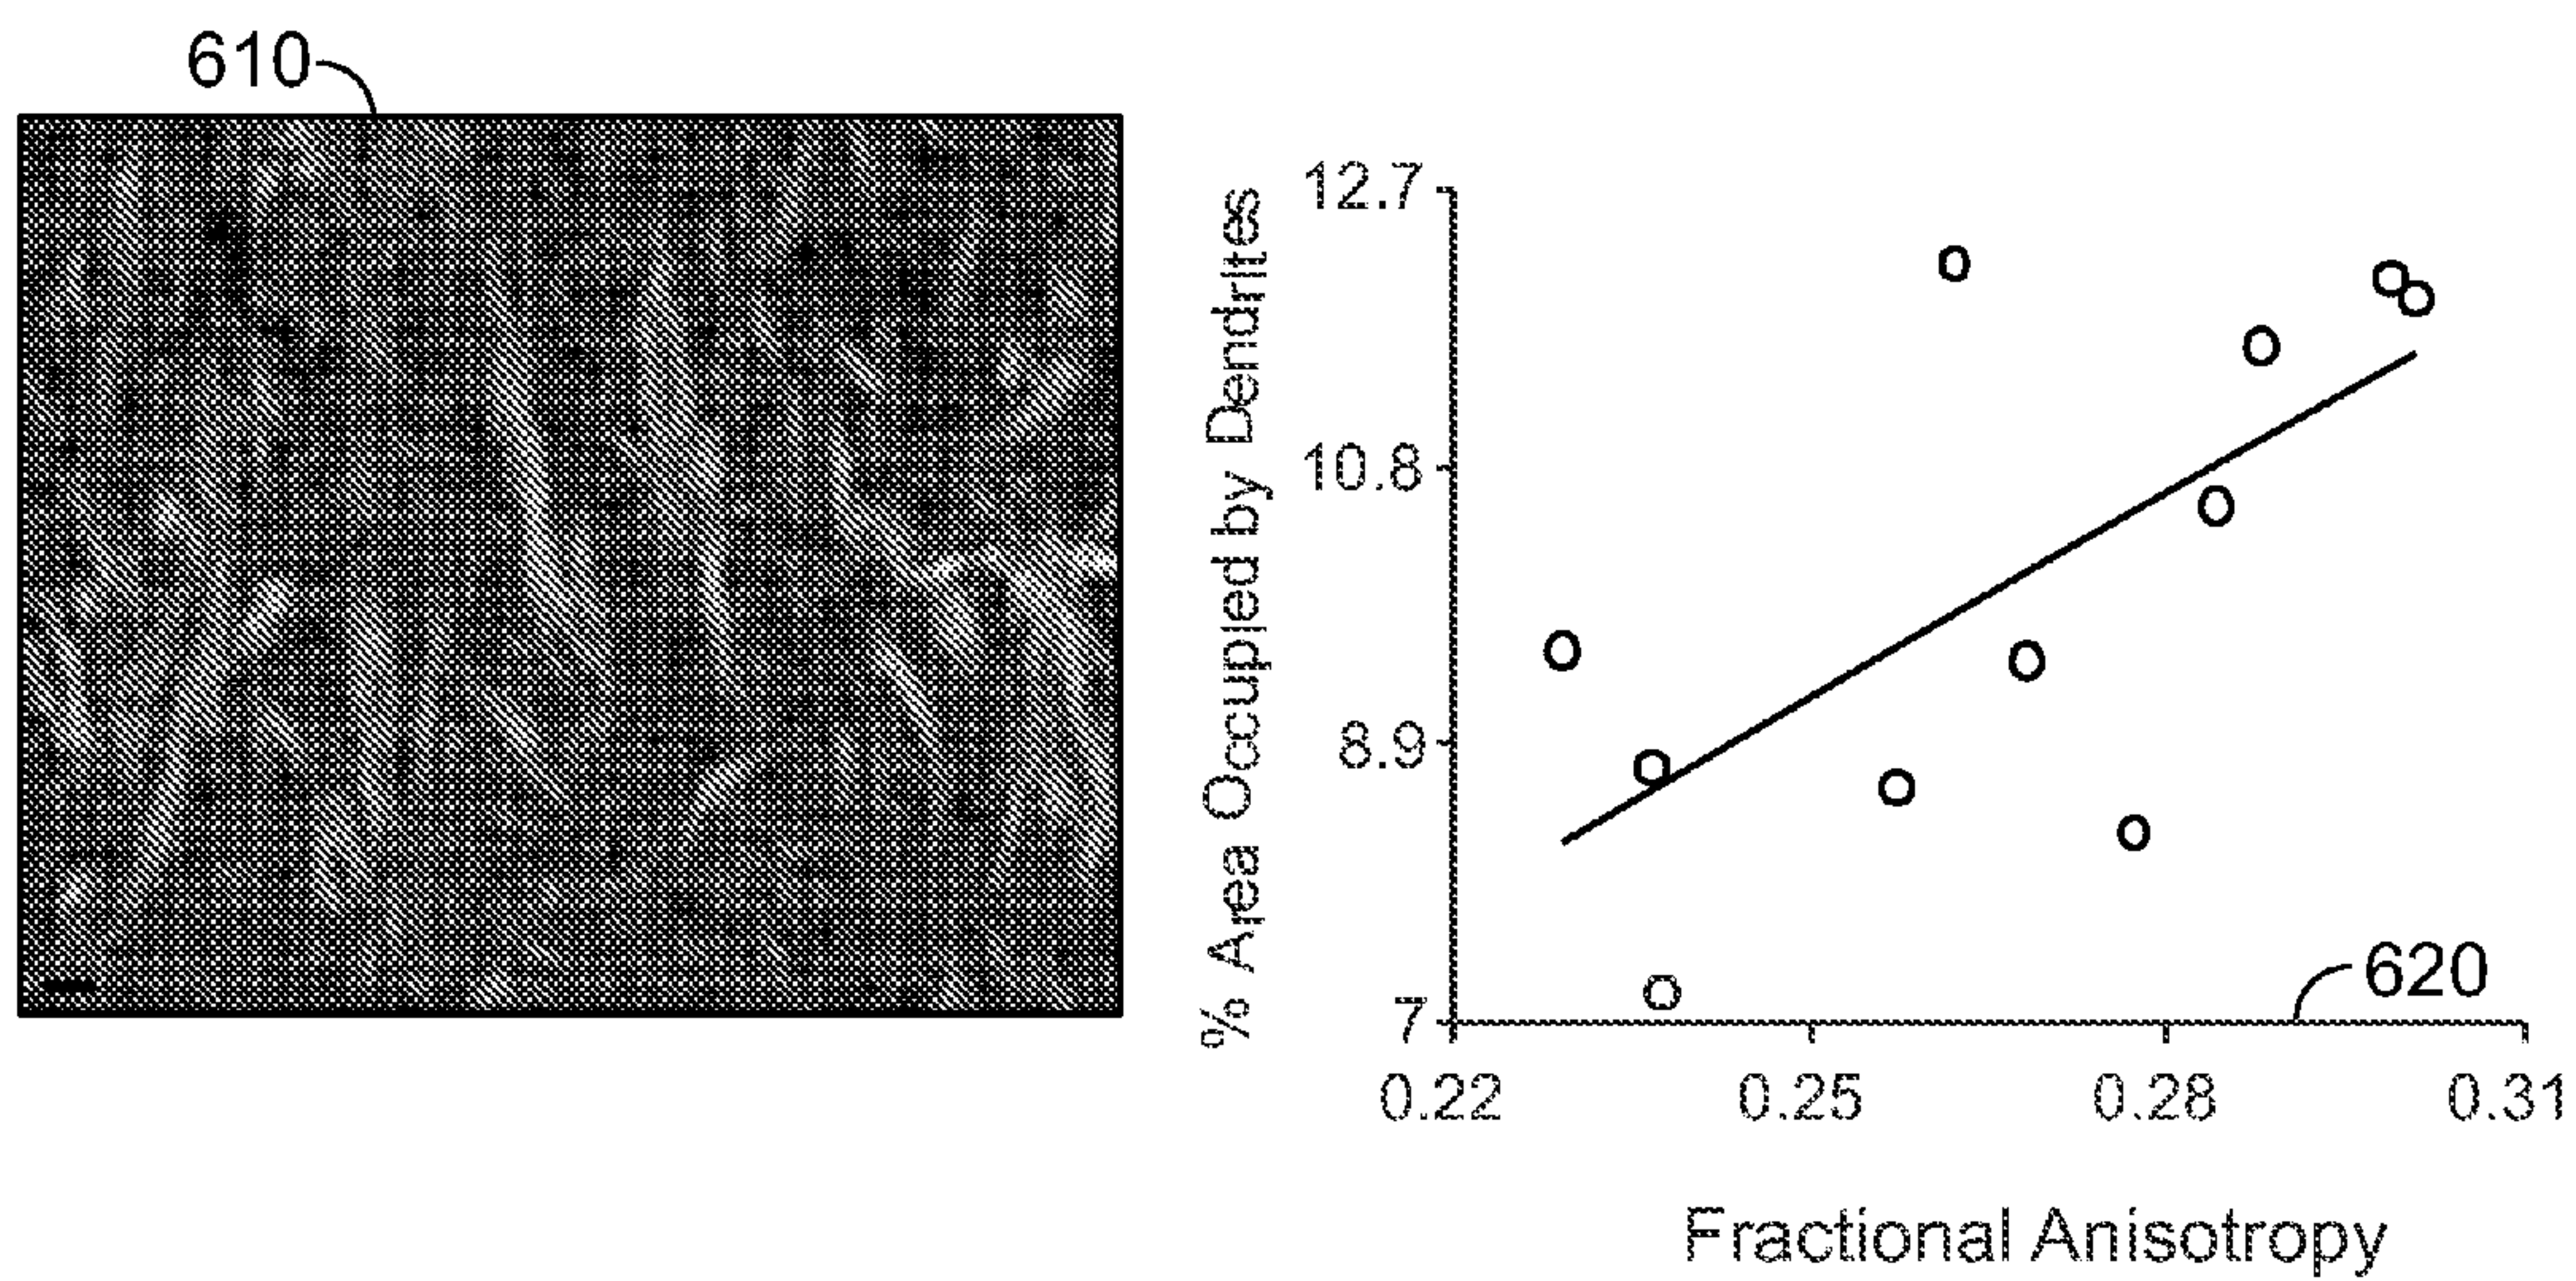 610
% Area Occupied by Dendrites
12.7
10.8
8.9
7
620
0.22 0.25 0.28 0.31
Fractional Anisotropy